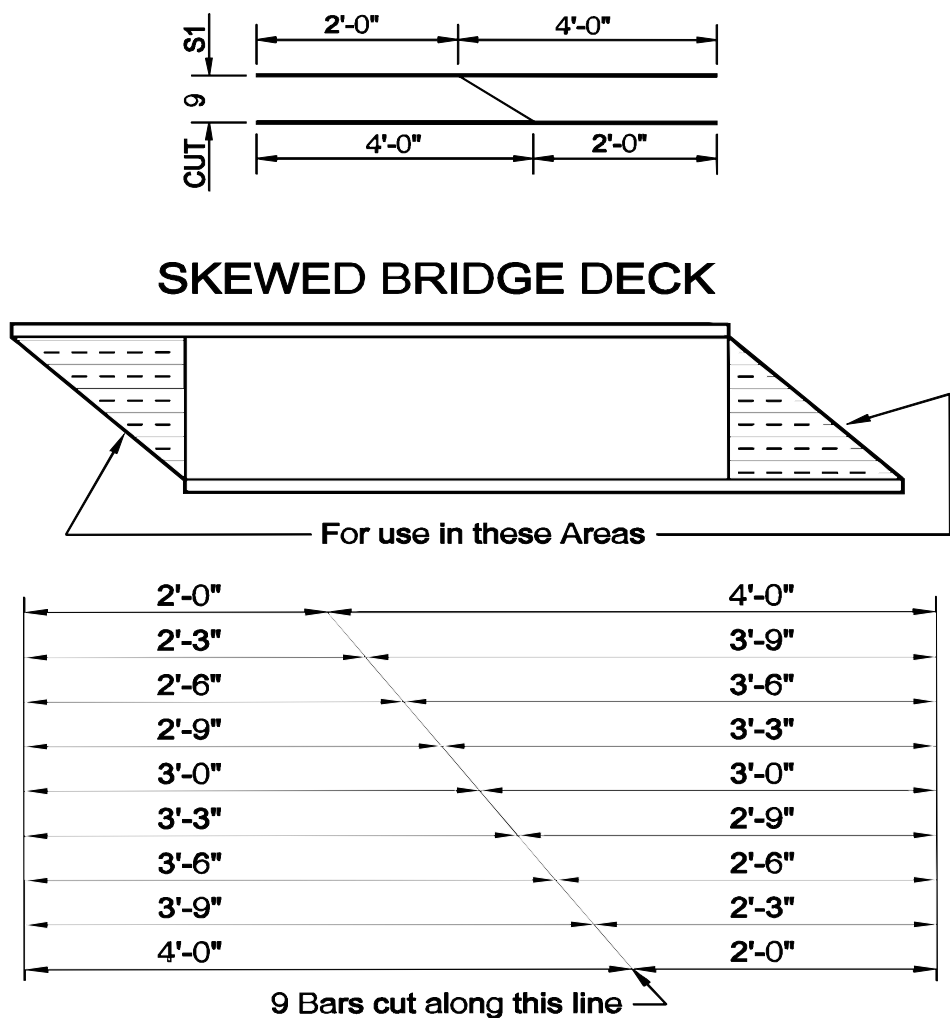 2'-0" 4'-0"
S1
9
CUT
4'-0" 2'-0"
SKEWED BRIDGE DECK
For use in these Areas
2'-0" 4'-0"
2'-3" 3'-9"
2'-6" 3'-6"
2'-9" 3'-3"
3'-0" 3'-0"
3'-3" 2'-9"
3'-6" 2'-6"
3'-9" 2'-3"
4'-0" 2'-0"
9 Bars cut along this line